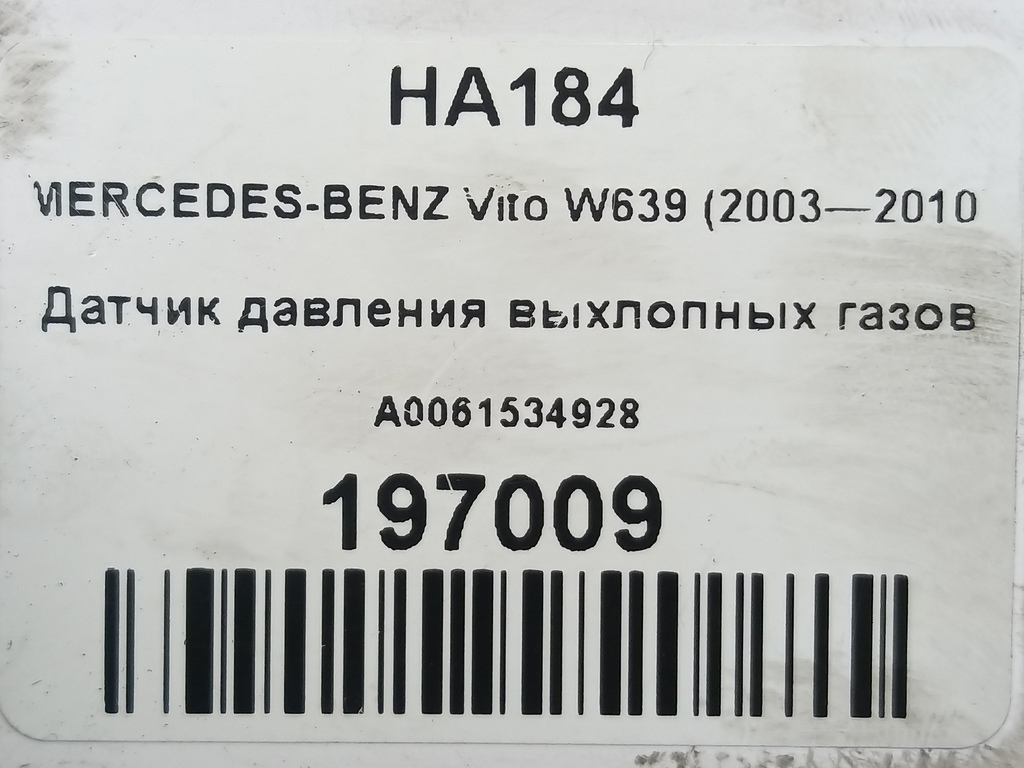 HA184
MERCEDES-BENZ Vito W639 (2003—2010
Датчик давления выхлопных газов
A0061534928
197009